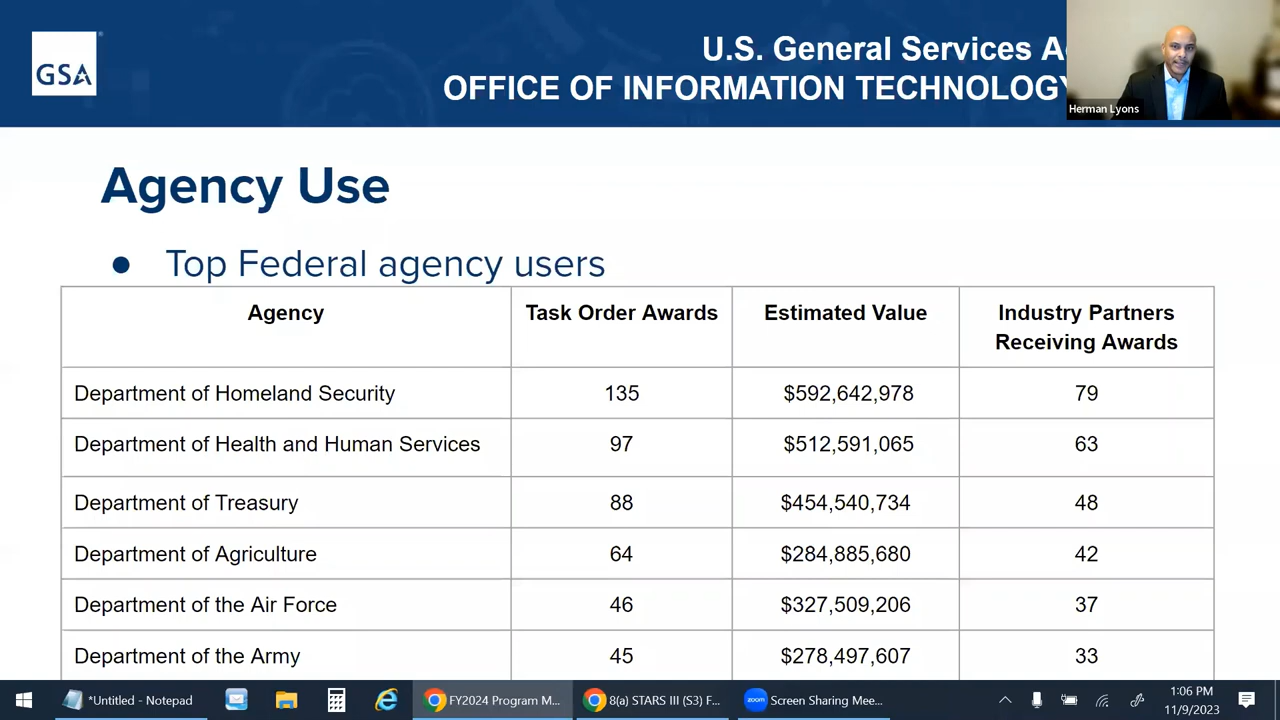 GSA
U.S. General Services A
OFFICE OF INFORMATION TECHNOLOGY
Herman Lyons
Agency Use
● Top Federal agency users
Agency Task Order Awards Estimated Value Industry Partners Receiving Awards
Department of Homeland Security 135 $592,642,978 79
Department of Health and Human Services 97 $512,591,065 63
Department of Treasury 88 $454,540,734 48
Department of Agriculture 64 $284,885,680 42
Department of the Air Force 46 $327,509,206 37
Department of the Army 45 $278,497,607 33
*Untitled - Notepad
FY2024 Program M...
8(a) STARS III (S3) F...
zoom
Screen Sharing Mee...
1:06 PM
11/9/2023